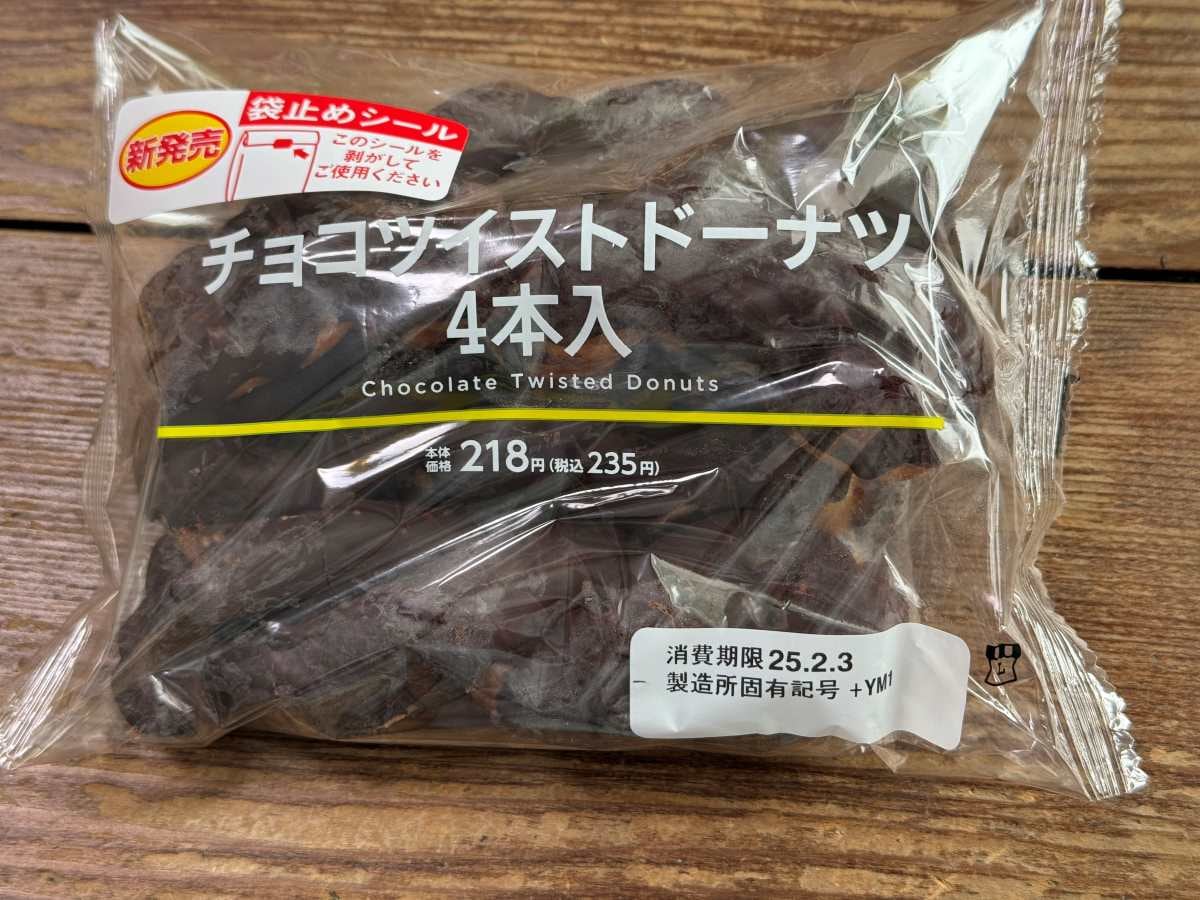 新発売
袋止めシール
このシールを
剥がして
ご使用ください
チョコツイストドーナツ
4本入
Chocolate Twisted Donuts
本体価格 218円(税込 235円)
消費期限 25.2.3
製造所固有記号 +YM1
L